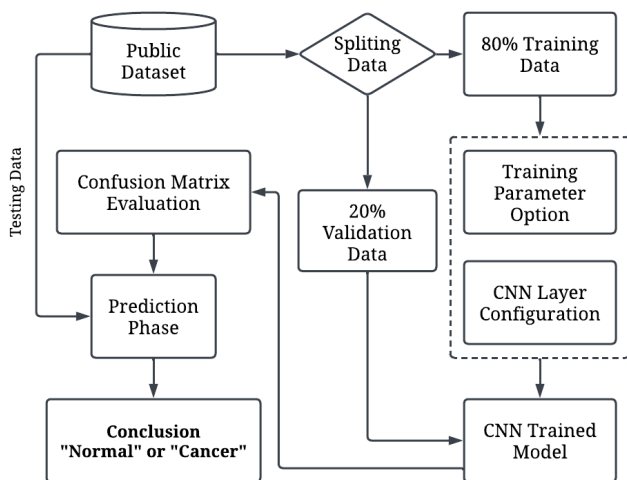 Public
Dataset
Spliting
Data
80% Training
Data
Testing Data
Confusion Matrix
Evaluation
20%
Validation
Data
Training
Parameter
Option
Prediction
Phase
CNN Layer
Configuration
Conclusion
"Normal" or "Cancer"
CNN Trained
Model